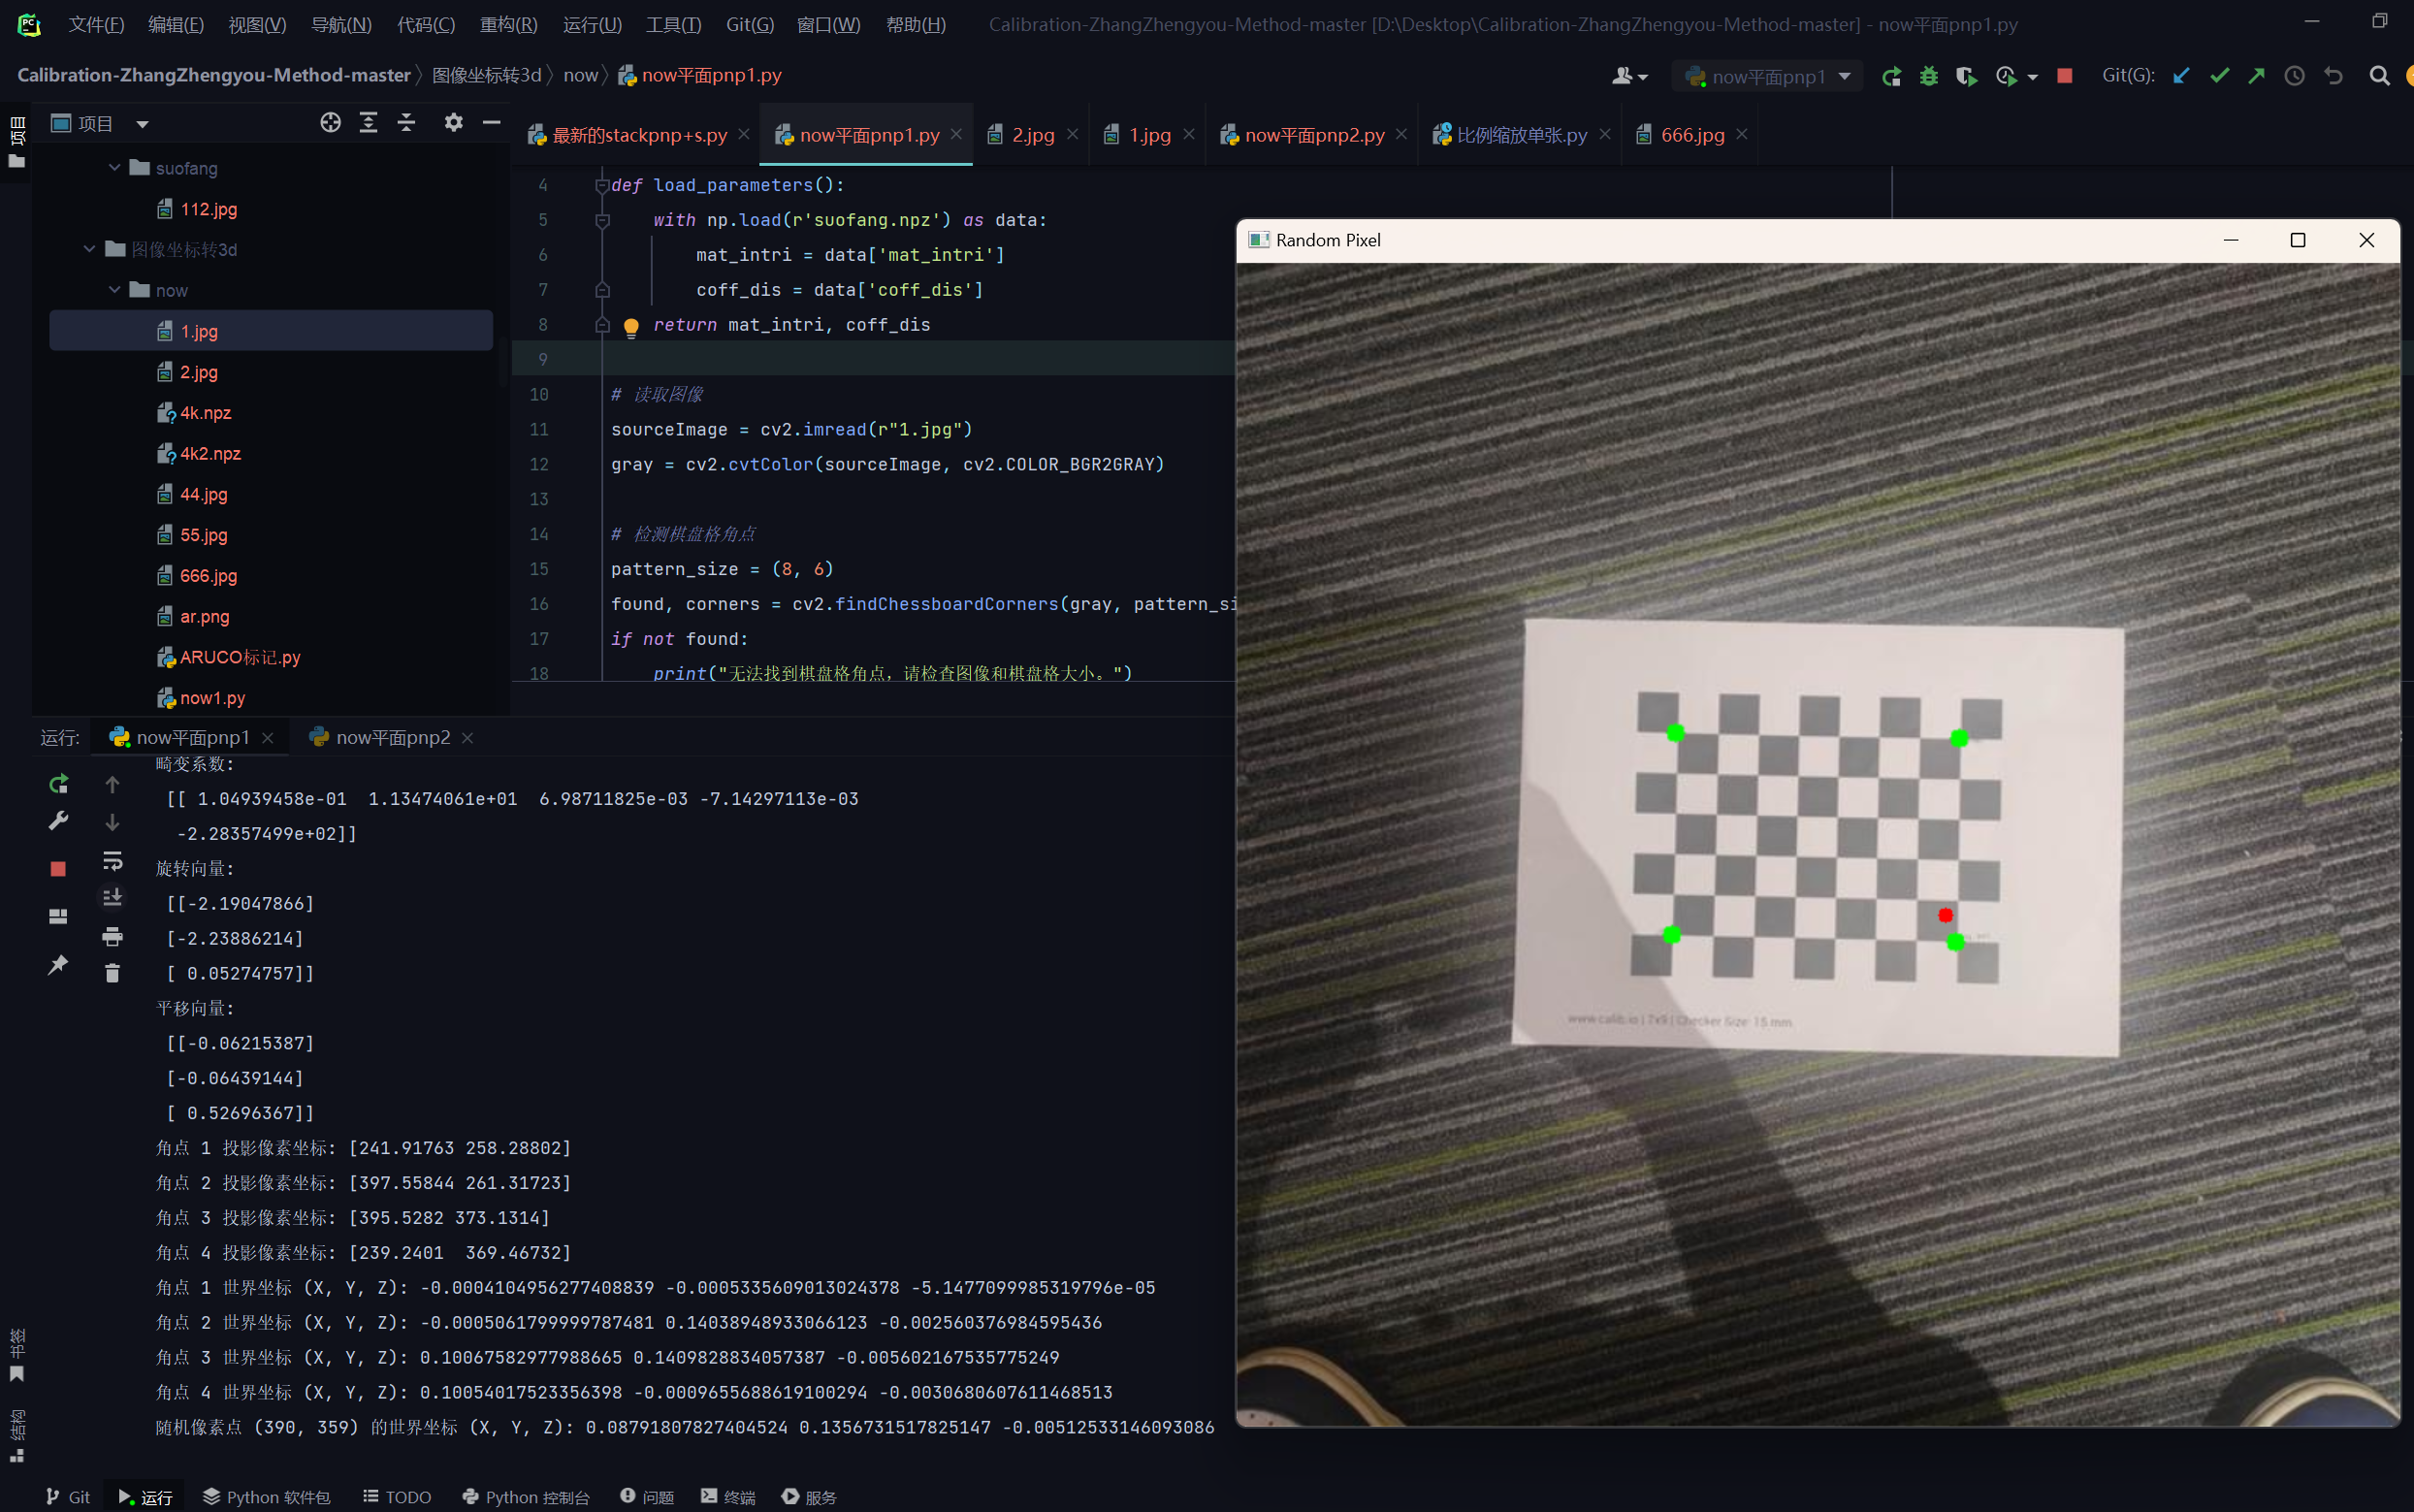 文件(F) 编辑(E) 视图(V) 导航(N) 代码(C) 重构(R) 运行(U) 工具(T) Git(G) 窗口(W) 帮助(H) Calibration-ZhangZhengyou-Method-master [D:\Desktop\Calibration-ZhangZhengyou-Method-master] - now平面pnp1.py
Calibration-ZhangZhengyou-Method-master 图像坐标转3d now now平面pnp1.py
now平面pnp1 Git(G):
项目
项目
最新的stackpnp+s.py now平面pnp1.py 2.jpg 1.jpg now平面pnp2.py 比例缩放单张.py 666.jpg
suofang
112.jpg
图像坐标转3d
now
1.jpg
2.jpg
4k.npz
4k2.npz
44.jpg
55.jpg
666.jpg
ar.png
ARUCO标记.py
now1.py
4 def load_parameters():
5 with np.load(r'suofang.npz') as data:
6 mat_intri = data['mat_intri']
7 coff_dis = data['coff_dis']
8 return mat_intri, coff_dis
9
10 # 读取图像
11 sourceImage = cv2.imread(r"1.jpg")
12 gray = cv2.cvtColor(sourceImage, cv2.COLOR_BGR2GRAY)
13
14 # 检测棋盘格角点
15 pattern_size = (8, 6)
16 found, corners = cv2.findChessboardCorners(gray, pattern_si
17 if not found:
18 print("无法找到棋盘格角点，请检查图像和棋盘格大小。")
Random Pixel
www.calib.io | 7x9 | Checker Size: 15 mm
运行: now平面pnp1 now平面pnp2
畸变系数:
[[ 1.04939458e-01 1.13474061e+01 6.98711825e-03 -7.14297113e-03
-2.28357499e+02]]
旋转向量:
[[-2.19047866]
[-2.23886214]
[ 0.05274757]]
平移向量:
[[-0.06215387]
[-0.06439144]
[ 0.52696367]]
角点 1 投影像素坐标: [241.91763 258.28802]
角点 2 投影像素坐标: [397.55844 261.31723]
角点 3 投影像素坐标: [395.5282 373.1314]
角点 4 投影像素坐标: [239.2401 369.46732]
角点 1 世界坐标 (X, Y, Z): -0.0004104956277408839 -0.0005335609013024378 -5.1477099985319796e-05
角点 2 世界坐标 (X, Y, Z): -0.0005061799999787481 0.14038948933066123 -0.002560376984595436
角点 3 世界坐标 (X, Y, Z): 0.10067582977988665 0.1409828834057387 -0.005602167535775249
角点 4 世界坐标 (X, Y, Z): 0.10054017523356398 -0.0009655688619100294 -0.0030680607611468513
随机像素点 (390, 359) 的世界坐标 (X, Y, Z): 0.08791807827404524 0.1356731517825147 -0.00512533146093086
书签
结构
Git 运行 Python 软件包 TODO Python 控制台 问题 终端 服务